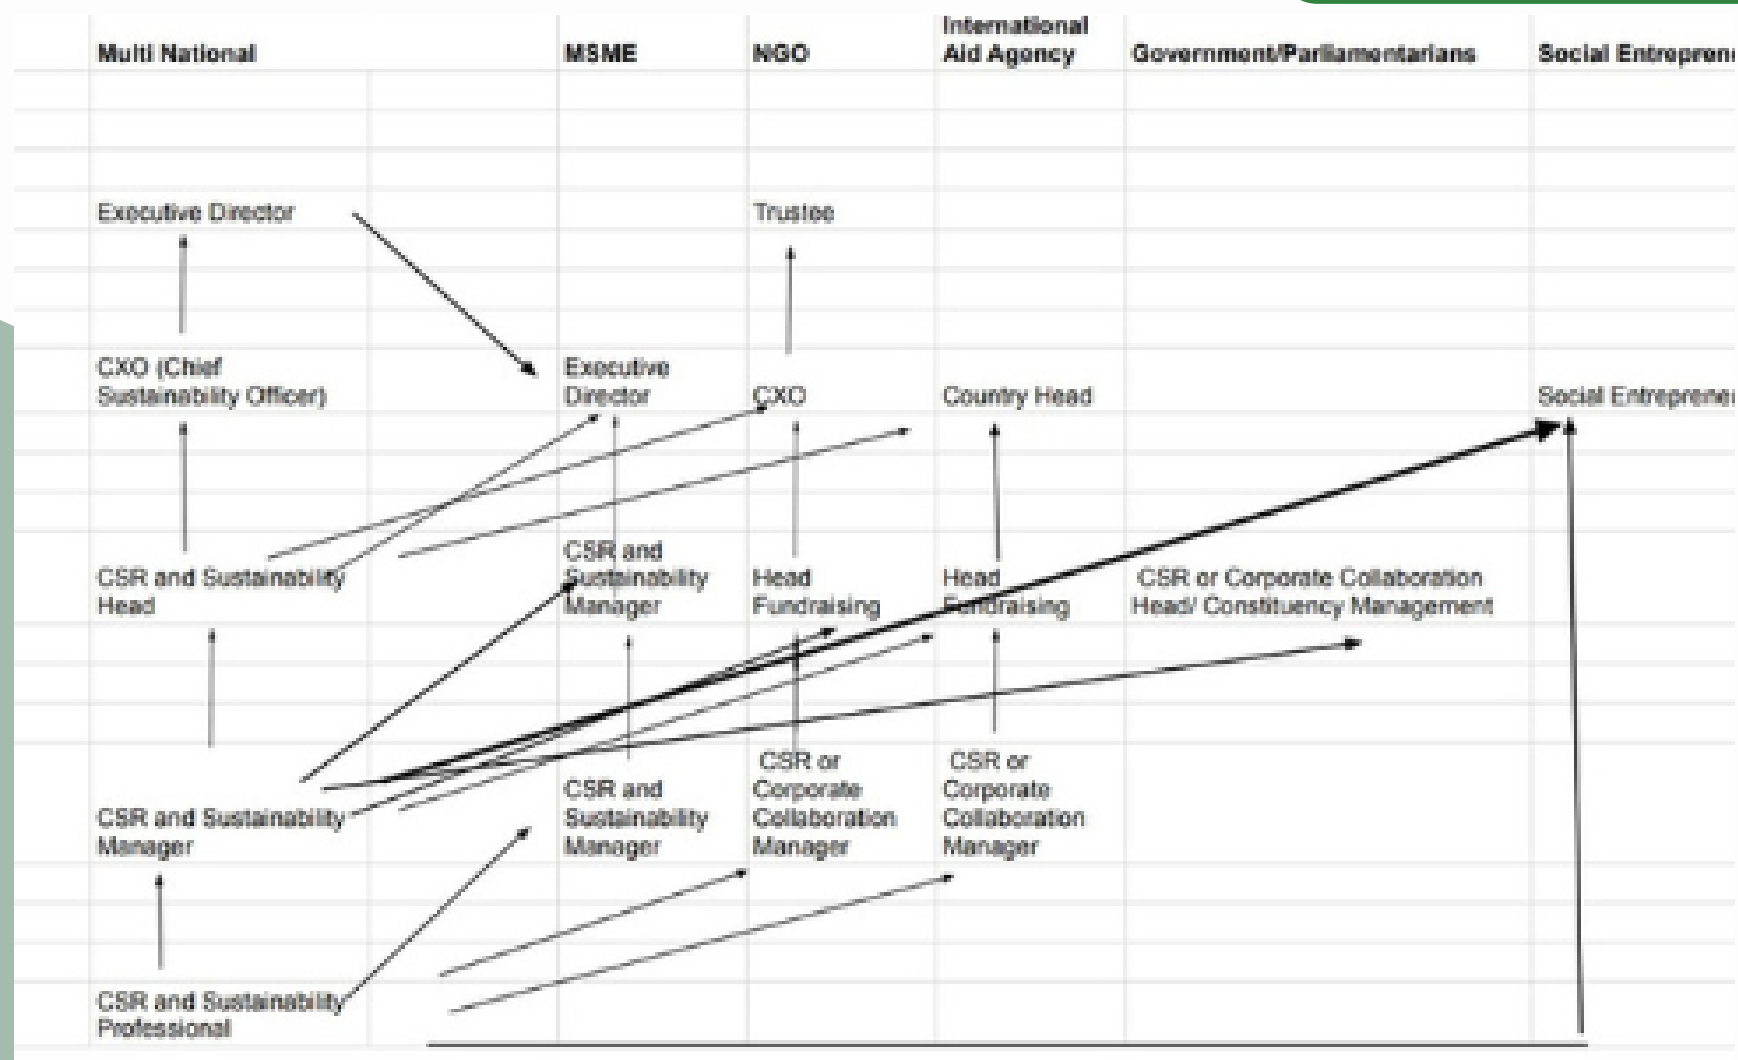 International
Multi National MSME NGO Aid Agency Government/Parliamentarians Social
Executive Director Trustee
CXO (Chief
Sustainability Officer)
Executive
Director
CXO
Country Head
Social
CSR and Sustainability
Head
CSR and
Sustainability
Manager
Head
Fundraising
Head
Fundraising
CSR or Corporate Collaboration
Head/ Constituency Management
CSR and Sustainability
Manager
CSR and
Sustainability
Manager
CSR or
Corporate
Collaboration
Manager
CSR or
Corporate
Collaboration
Manager
CSR and Sustainability
Professional